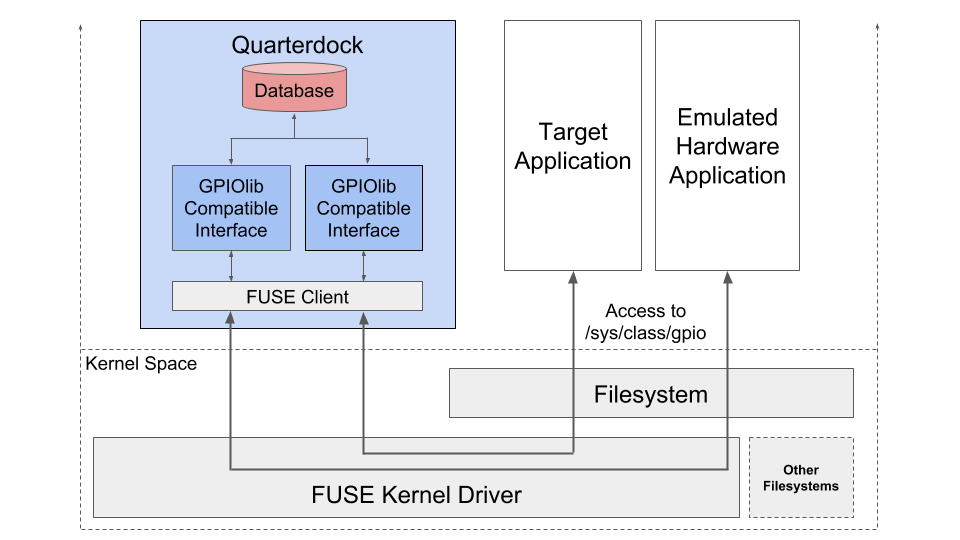 Quarterdock
Database
GPIOlib
Compatible
Interface
GPIOlib
Compatible
Interface
FUSE Client
Target
Application
Emulated
Hardware
Application
Access to
/sys/class/gpio
Kernel Space
Filesystem
FUSE Kernel Driver
Other
Filesystems